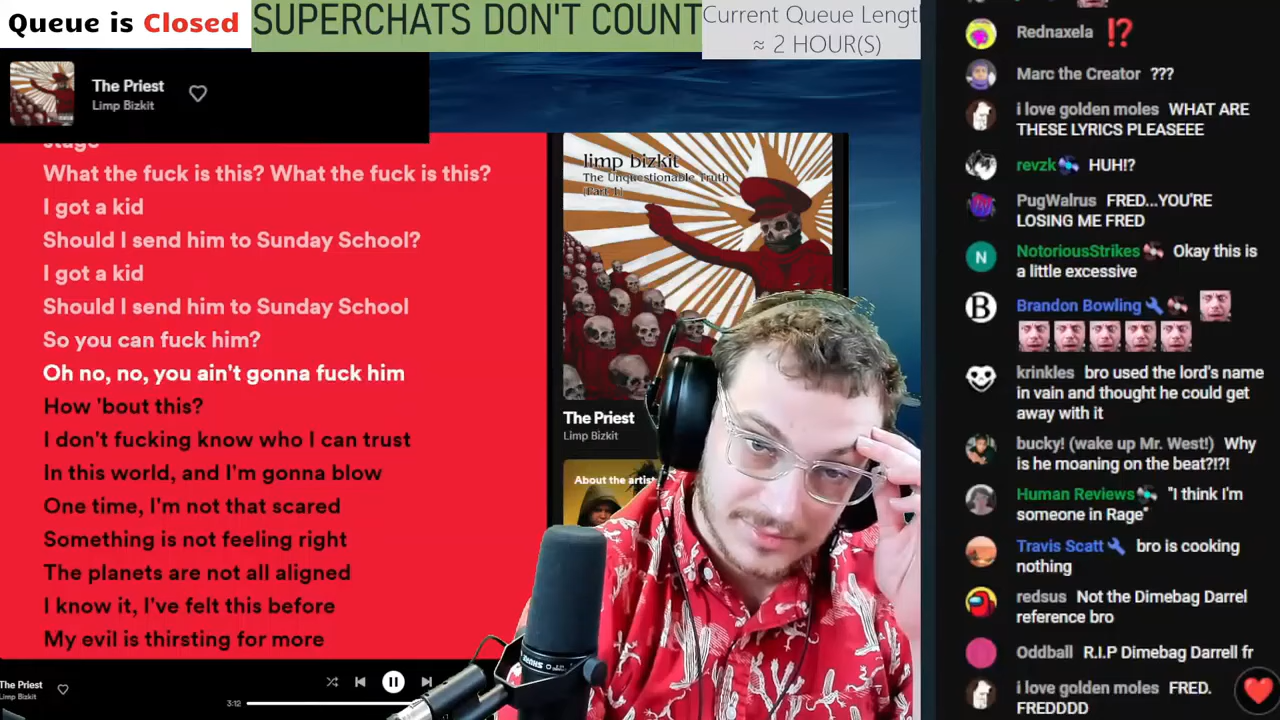 Queue is Closed
SUPERCHATS DON'T COUNT
Current Queue Lengt
≈ 2 HOUR(S)
The Priest
Limp Bizkit
stage
What the fuck is this? What the fuck is this?
I got a kid
Should I send him to Sunday School?
I got a kid
Should I send him to Sunday School
So you can fuck him?
Oh no, no, you ain't gonna fuck him
How 'bout this?
I don't fucking know who I can trust
In this world, and I'm gonna blow
One time, I'm not that scared
Something is not feeling right
The planets are not all aligned
I know it, I've felt this before
My evil is thirsting for more
limp bizkit
The Unquestionable Truth
(Part 1)
The Priest
Limp Bizkit
About the artist
SHURE
The Priest
Limp Bizkit
3:12
Rednaxela ⁉
Marc the Creator ???
i love golden moles WHAT ARE
THESE LYRICS PLEASEEE
revzk HUH!?
PugWalrus FRED...YOU'RE
LOSING ME FRED
N
NotoriousStrikes Okay this is
a little excessive
B
Brandon Bowling
krinkles bro used the lord's name
in vain and thought he could get
away with it
bucky! (wake up Mr. West!) Why
is he moaning on the beat?!?!
Human Reviews "I think I'm
someone in Rage"
Travis Scatt bro is cooking
nothing
redsus Not the Dimebag Darrel
reference bro
Oddball R.I.P Dimebag Darrell fr
i love golden moles FRED.
FREDDDD